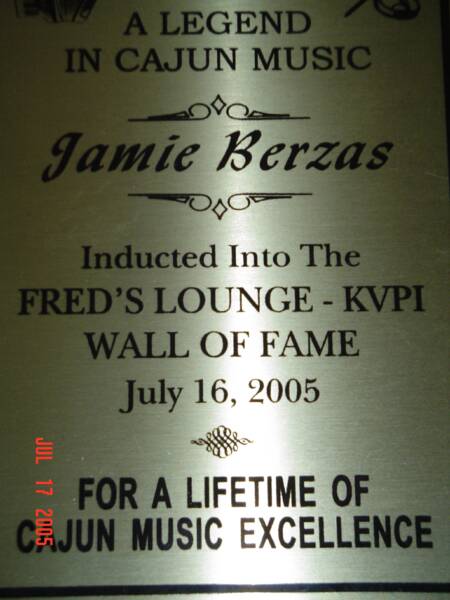 A LEGEND
IN CAJUN MUSIC
Jamie Berzas
Inducted Into The
FRED'S LOUNGE - KVPI
WALL OF FAME
July 16, 2005
FOR A LIFETIME OF
CAJUN MUSIC EXCELLENCE
JUL 17 2005